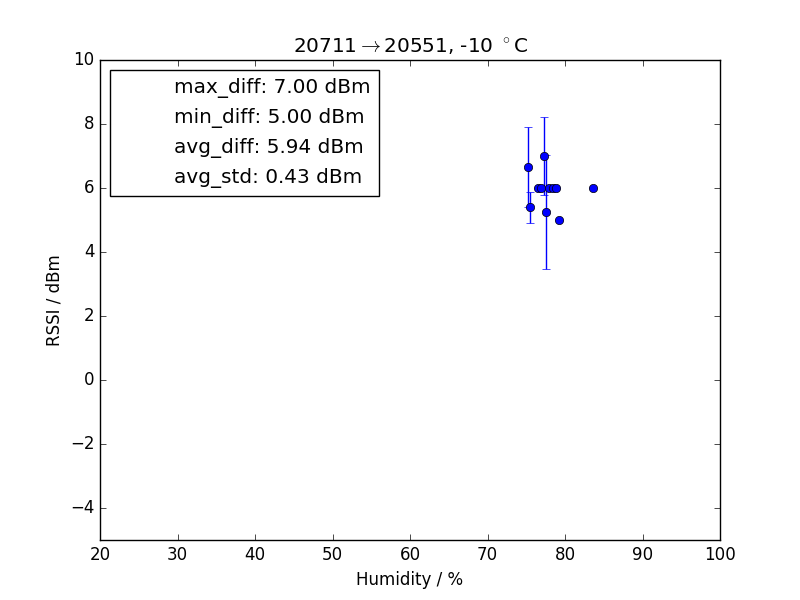 20711→20551, -10 °C
max_diff: 7.00 dBm
min_diff: 5.00 dBm
avg_diff: 5.94 dBm
avg_std: 0.43 dBm
RSSI / dBm
10
8
6
4
2
0
−2
−4
20 30 40 50 60 70 80 90 100
Humidity / %